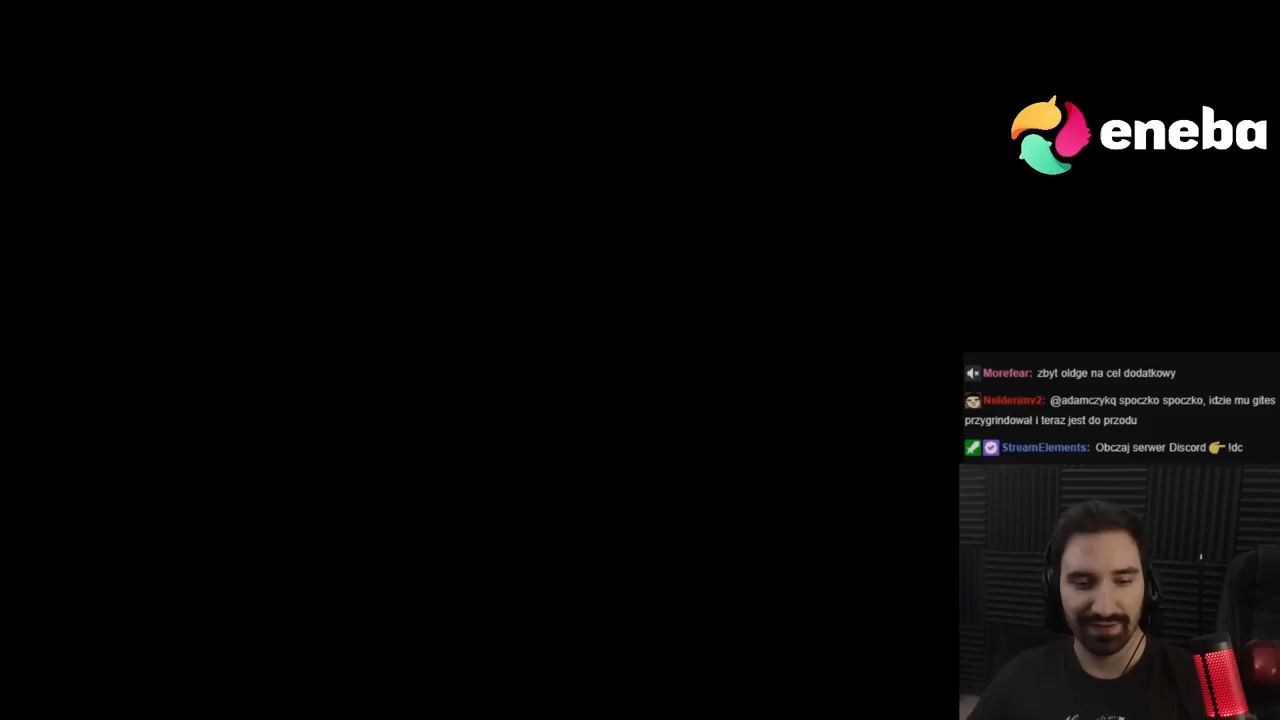 eneba
Morefear: zbyt oldge na cel dodatkowy
Nelderimv2: @adamczykq spoczko spoczko, idzie mu gites
przygrindował i teraz jest do przodu
StreamElements: Obczaj serwer Discord 👉 !dc